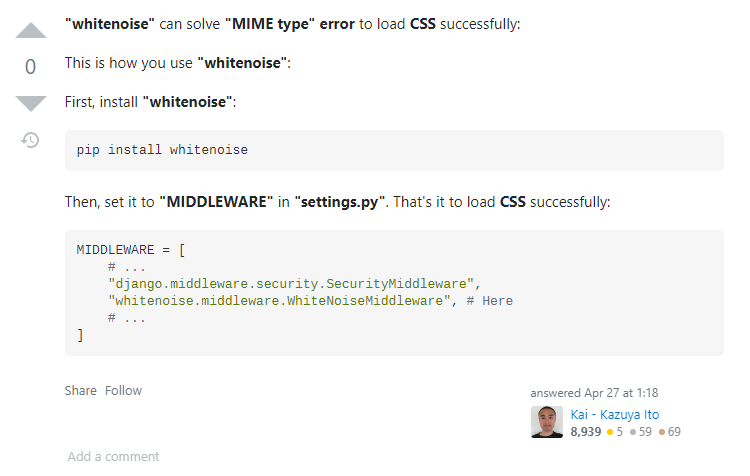 "whitenoise" can solve "MIME type" error to load CSS successfully:
0
This is how you use "whitenoise":
First, install "whitenoise":
pip install whitenoise
Then, set it to "MIDDLEWARE" in "settings.py". That's it to load CSS successfully:
MIDDLEWARE = [
    # ...
    "django.middleware.security.SecurityMiddleware",
    "whitenoise.middleware.WhiteNoiseMiddleware", # Here
    # ...
]
Share Follow
answered Apr 27 at 1:18
Kai - Kazuya Ito
8,939 5 59 69
Add a comment